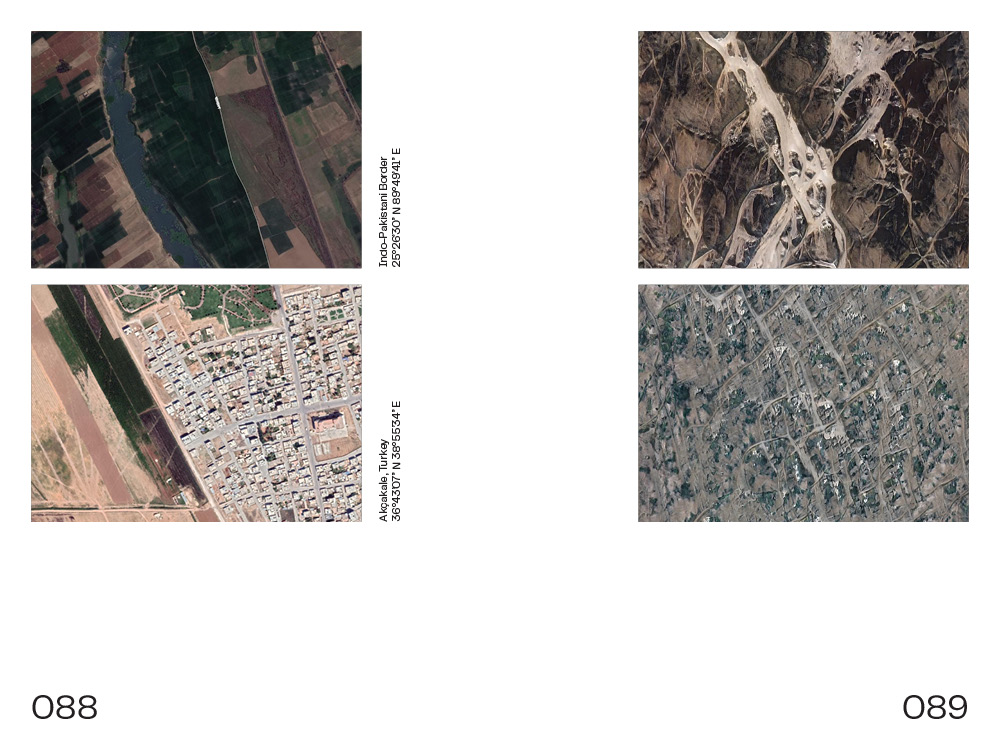 Indo-Pakistani Border
25°26'30" N 89°49'41" E
Akçakale, Turkey
36°43'07" N 38°55'34"E
088
089